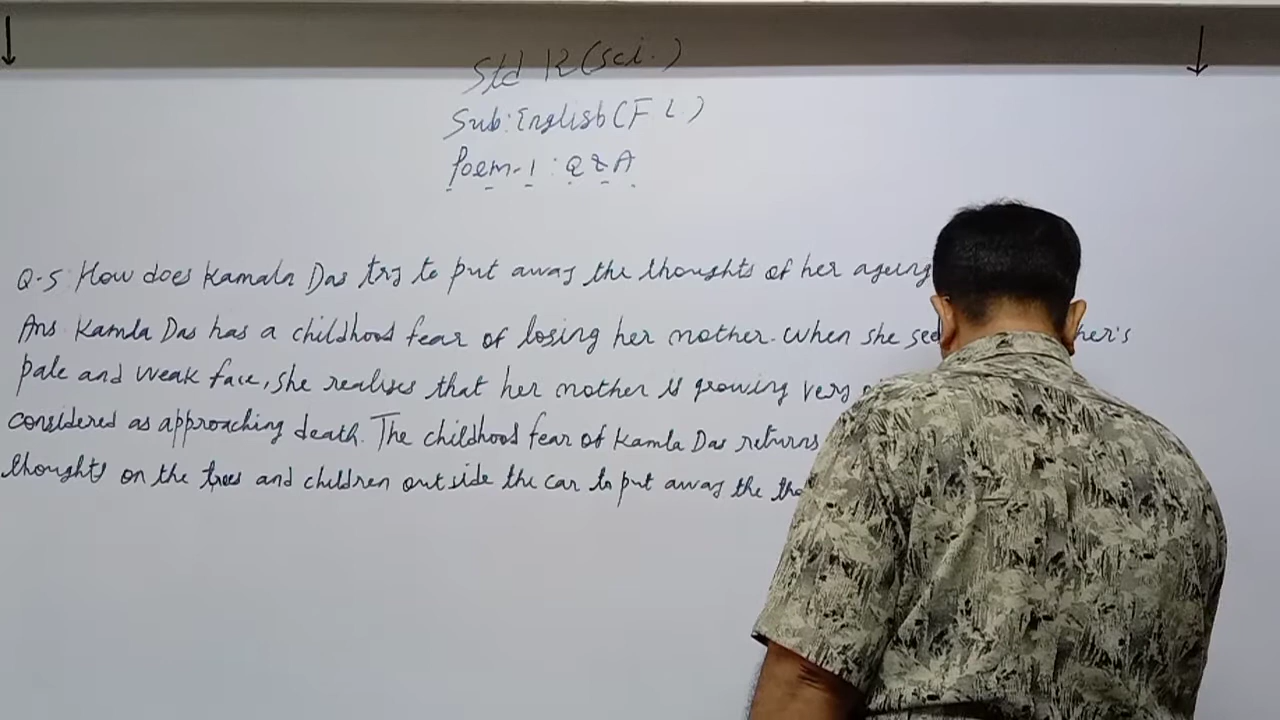 Std 12 (Sci.)
Sub: English (F L)
Poem-1: Q & A
Q-5 How does Kamala Das try to put away the thoughts of her ageing
Ans Kamla Das has a childhood fear of losing her mother. When she her's
pale and weak face, she realises that her mother is growing very
considered as approaching death. The childhood fear of Kamla Das returns
thoughts on the trees and children outside the car to put away the